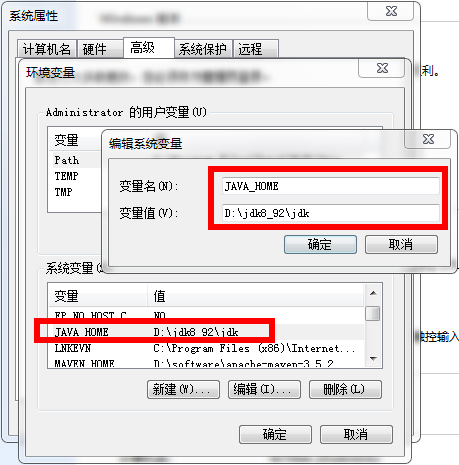 系统属性
计算机名 硬件 高级 系统保护 远程
利。
环境变量
Administrator 的用户变量(U)
变量
Path
TEMP
TMP
编辑系统变量
变量名(N): JAVA_HOME
变量值(V): D:\jdk8_92\jdk
确定 取消
系统变量(S)
变量 值
FP_NO_HOST_C... NO
JAVA_HOME D:\jdk8_92\jdk
LNKEVN C:\Program Files (x86)\Internet...
MAVEN_HOME D:\software\apache-maven-3.5.2
新建(W)... 编辑(I)... 删除(L)
触控输入
确定 取消